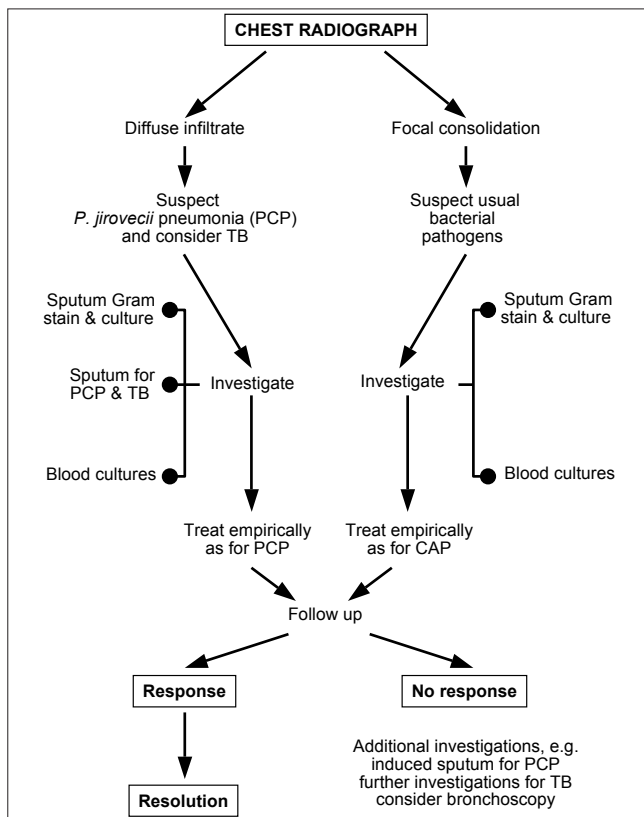 CHEST RADIOGRAPH
Diffuse infiltrate
Focal consolidation
Suspect
P. jirovecii pneumonia (PCP)
and consider TB
Suspect usual
bacterial
pathogens
Sputum Gram
stain & culture
Sputum for
PCP & TB
Blood cultures
Investigate
Investigate
Sputum Gram
stain & culture
Blood cultures
Treat empirically
as for PCP
Treat empirically
as for CAP
Follow up
Response
No response
Resolution
Additional investigations, e.g.
induced sputum for PCP
further investigations for TB
consider bronchoscopy